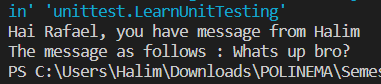 in' 'unittest.LearnUnitTesting'
Hai Rafael, you have message from Halim
The message as follows : Whats up bro?
PS C:\Users\Halim\Downloads\POLINEMA\Semes